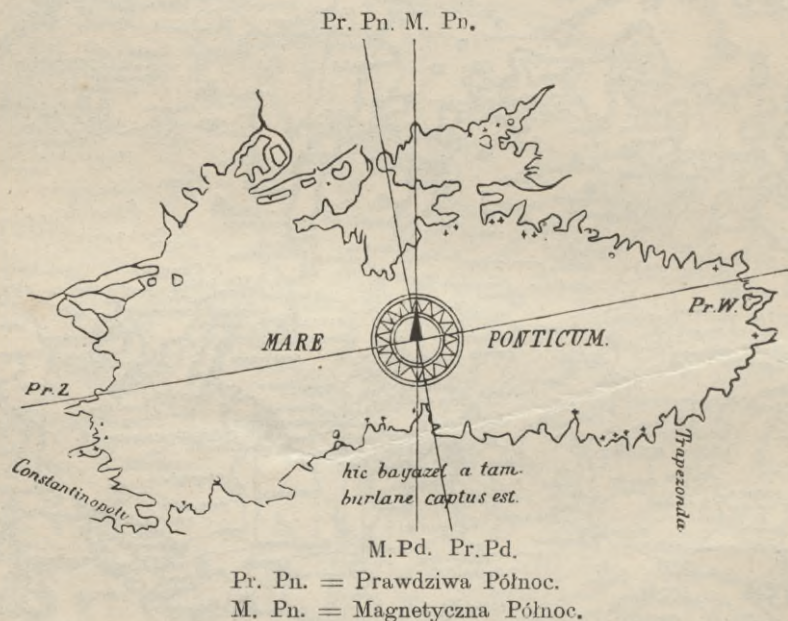 Pr. Pn. M. Pn.
Pr. W.
MARE PONTICUM.
Pr. Z
Constantinopolv
hic bayazet a tam-
burlane captus est.
Trapezonda
M. Pd. Pr. Pd.
Pr. Pn. = Prawdziwa Północ.
M. Pn. = Magnetyczna Północ.